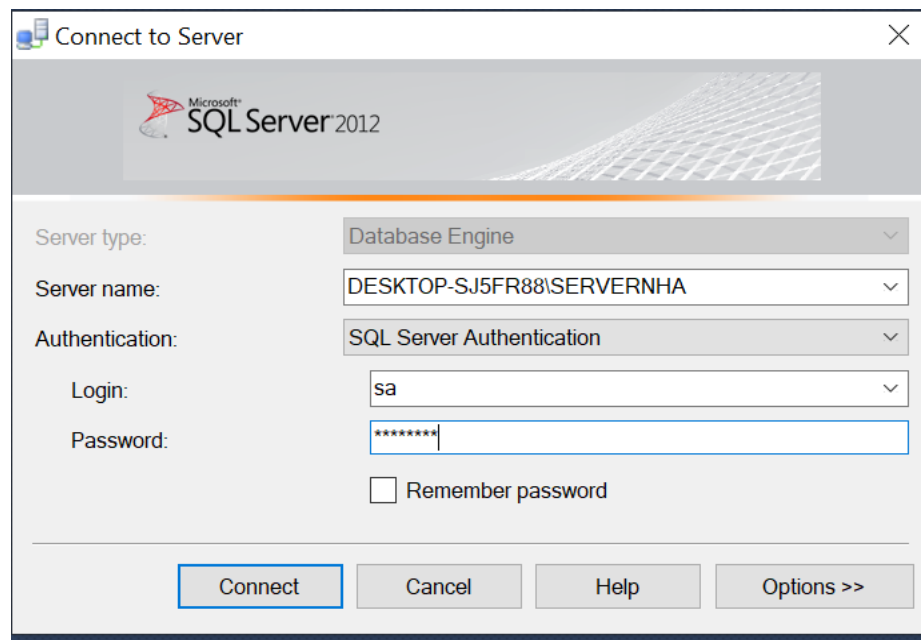 Connect to Server
Microsoft®
SQL Server 2012
Server type: Database Engine
Server name: DESKTOP-SJ5FR88\SERVERNHA
Authentication: SQL Server Authentication
Login: sa
Password: ********
Remember password
Connect Cancel Help Options >>